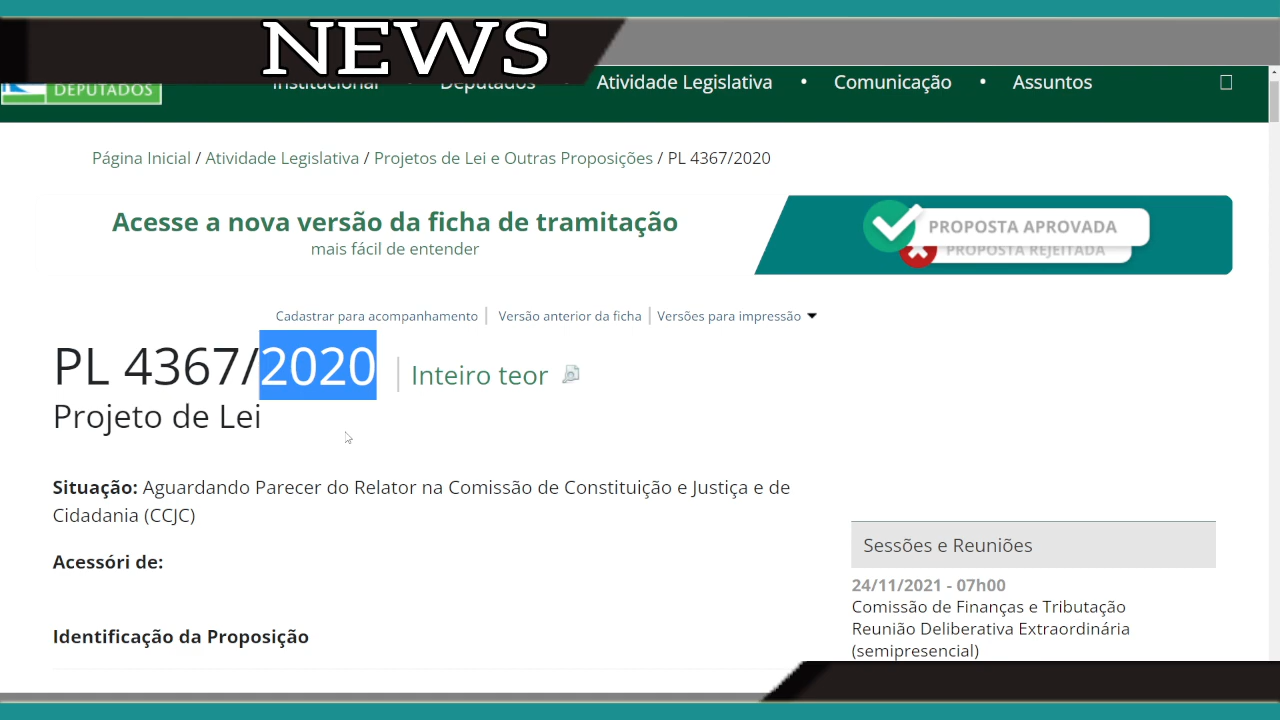 NEWS
DEPUTADOS
Institucional • Deputados • Atividade Legislativa • Comunicação • Assuntos
Página Inicial / Atividade Legislativa / Projetos de Lei e Outras Proposições / PL 4367/2020
Acesse a nova versão da ficha de tramitação
mais fácil de entender
PROPOSTA APROVADA
PROPOSTA REJEITADA
Cadastrar para acompanhamento | Versão anterior da ficha | Versões para impressão
PL 4367/2020 | Inteiro teor
Projeto de Lei
Situação: Aguardando Parecer do Relator na Comissão de Constituição e Justiça e de
Cidadania (CCJC)
Acessóri de:
Identificação da Proposição
Sessões e Reuniões
24/11/2021 - 07h00
Comissão de Finanças e Tributação
Reunião Deliberativa Extraordinária
(semipresencial)